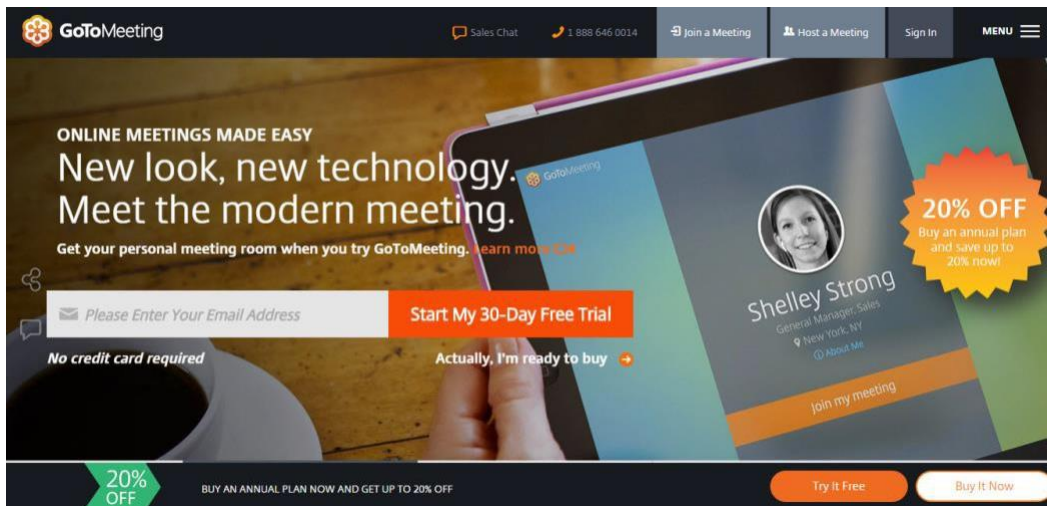 GoToMeeting
Sales Chat
1 888 646 0014
Join a Meeting
Host a Meeting
Sign In
MENU
ONLINE MEETINGS MADE EASY
New look, new technology.
Meet the modern meeting.
Get your personal meeting room when you try GoToMeeting. Learn more
Please Enter Your Email Address
Start My 30-Day Free Trial
No credit card required
Actually, I'm ready to buy
GoToMeeting
Shelley Strong
General Manager, Sales
New York, NY
About Me
Join my meeting
20% OFF
Buy an annual plan
and save up to
20% now!
20%
OFF
BUY AN ANNUAL PLAN NOW AND GET UP TO 20% OFF
Try It Free
Buy It Now